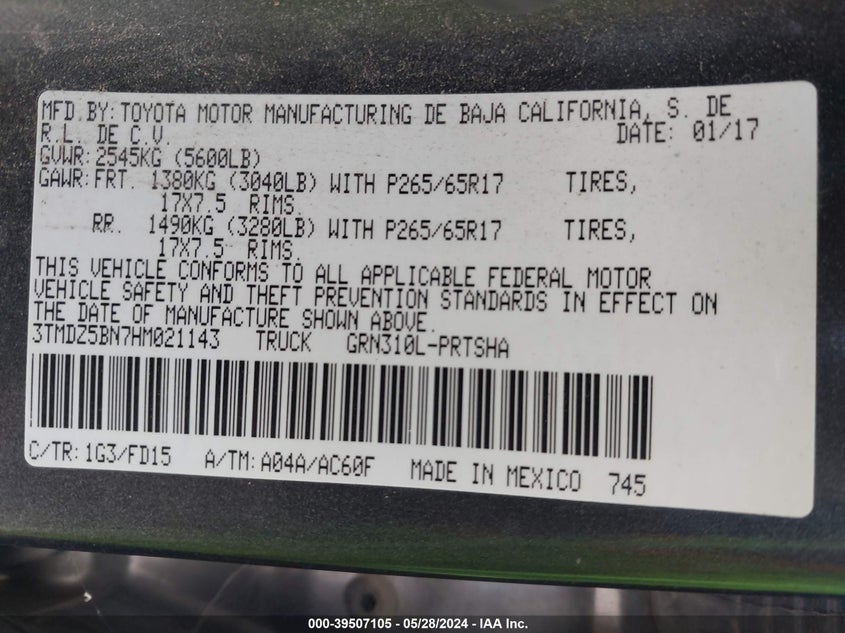 MFD.BY:TOYOTA MOTOR MANUFACTURING DE BAJA CALIFORNIA, S. DE
R.L. DE C.V. DATE: 01/17
GVWR:2545KG (5600LB)
GAWR:FRT. 1380KG (3040LB) WITH P265/65R17 TIRES,
17X7.5 RIMS.
RR. 1490KG (3280LB) WITH P265/65R17 TIRES,
17X7.5 RIMS.
THIS VEHICLE CONFORMS TO ALL APPLICABLE FEDERAL MOTOR
VEHICLE SAFETY AND THEFT PREVENTION STANDARDS IN EFFECT ON
THE DATE OF MANUFACTURE SHOWN ABOVE.
3TMDZ5BN7HM021143 TRUCK GRN310L-PRTSHA
C/TR:1G3/FD15 A/TM:A04A/AC60F MADE IN MEXICO 745
000-39507105 - 05/28/2024 - IAA Inc.